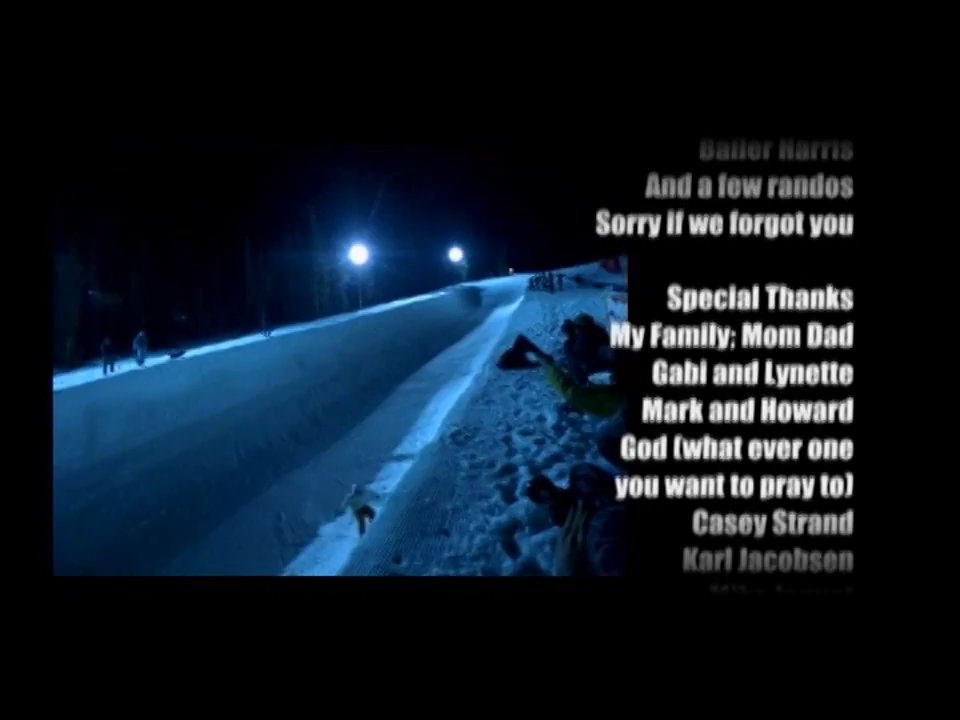 Baller Harris
And a few randos
Sorry if we forgot you
Special Thanks
My Family; Mom Dad
Gabi and Lynette
Mark and Howard
God (what ever one
you want to pray to)
Casey Strand
Karl Jacobsen